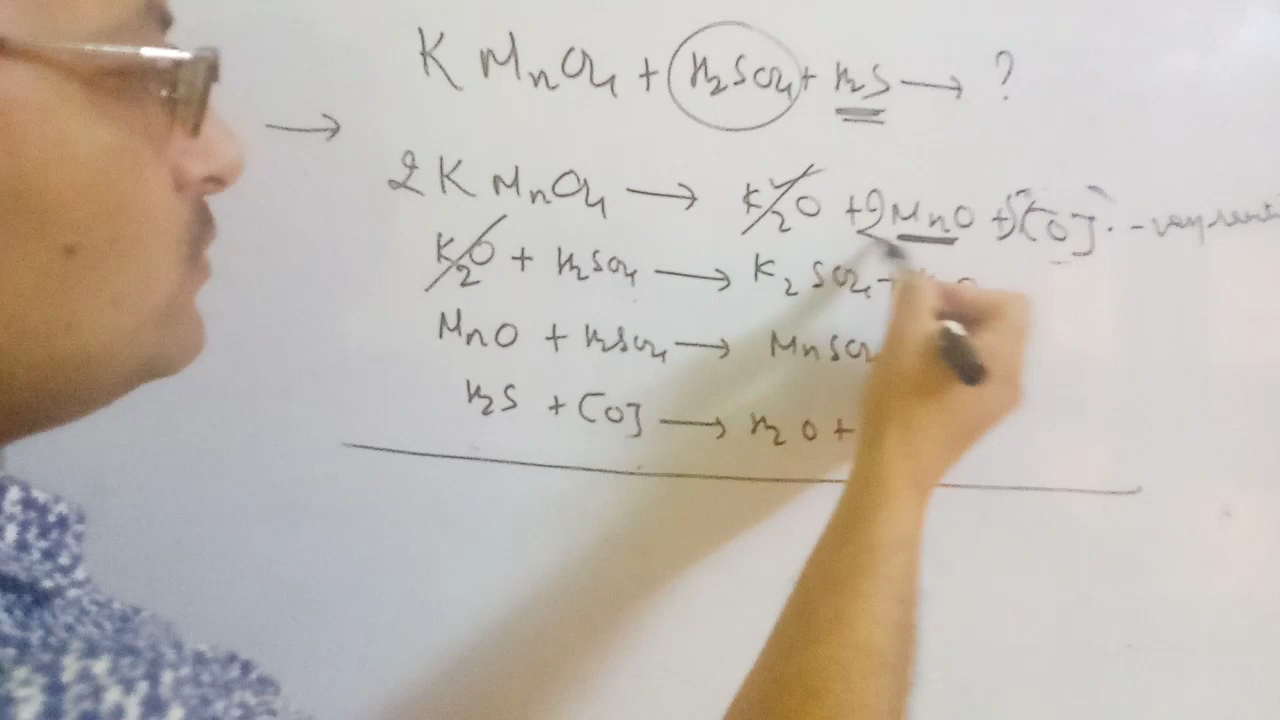 KMnO4 + H2SO4 + H2S → ?
→
2KMnO4 → K2O + 2MnO + 5[O]. -
K2O + H2SO4 → K2SO4 +
MnO + H2SO4 → MnSO4
H2S + [O] → H2O +